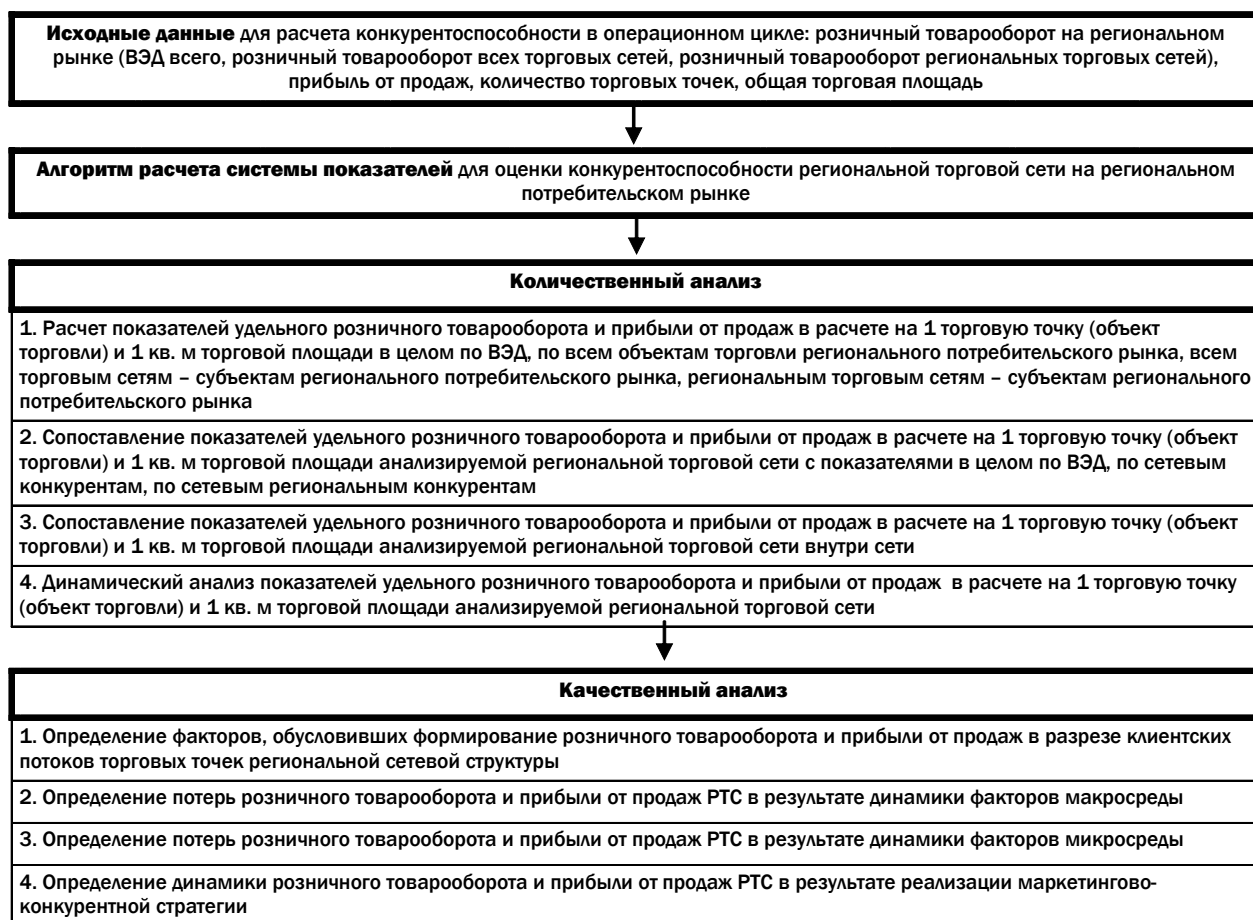 Исходные данные для расчета конкурентоспособности в операционном цикле: розничный товарооборот на региональном
рынке (ВЭД всего, розничный товарооборот всех торговых сетей, розничный товарооборот региональных торговых сетей),
прибыль от продаж, количество торговых точек, общая торговая площадь
Алгоритм расчета системы показателей для оценки конкурентоспособности региональной торговой сети на региональном
потребительском рынке
Количественный анализ
1. Расчет показателей удельного розничного товарооборота и прибыли от продаж в расчете на 1 торговую точку (объект
торговли) и 1 кв. м торговой площади в целом по ВЭД, по всем объектам торговли регионального потребительского рынка, всем
торговым сетям – субъектам регионального потребительского рынка, региональным торговым сетям – субъектам регионального
потребительского рынка
2. Сопоставление показателей удельного розничного товарооборота и прибыли от продаж в расчете на 1 торговую точку (объект
торговли) и 1 кв. м торговой площади анализируемой региональной торговой сети с показателями в целом по ВЭД, по сетевым
конкурентам, по сетевым региональным конкурентам
3. Сопоставление показателей удельного розничного товарооборота и прибыли от продаж в расчете на 1 торговую точку (объект
торговли) и 1 кв. м торговой площади анализируемой региональной торговой сети внутри сети
4. Динамический анализ показателей удельного розничного товарооборота и прибыли от продаж в расчете на 1 торговую точку
(объект торговли) и 1 кв. м торговой площади анализируемой региональной торговой сети
Качественный анализ
1. Определение факторов, обусловивших формирование розничного товарооборота и прибыли от продаж в разрезе клиентских
потоков торговых точек региональной сетевой структуры
2. Определение потерь розничного товарооборота и прибыли от продаж РТС в результате динамики факторов макросреды
3. Определение потерь розничного товарооборота и прибыли от продаж РТС в результате динамики факторов микросреды
4. Определение динамики розничного товарооборота и прибыли от продаж РТС в результате реализации маркетингово-
конкурентной стратегии